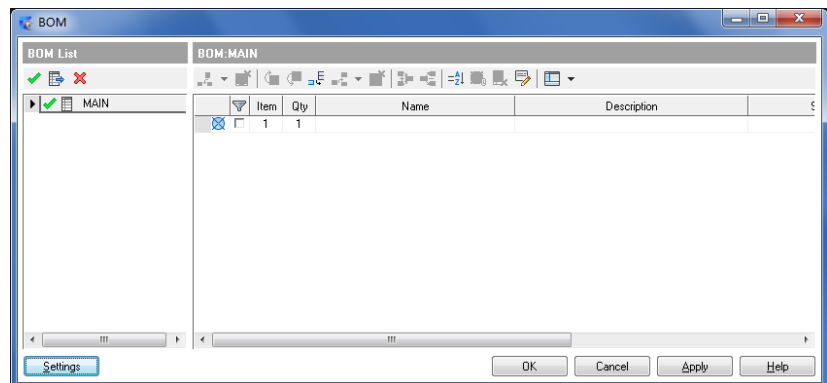 BOM
BOM List
BOM:MAIN
MAIN
Item Qty Name Description
1 1
Settings OK Cancel Apply Help